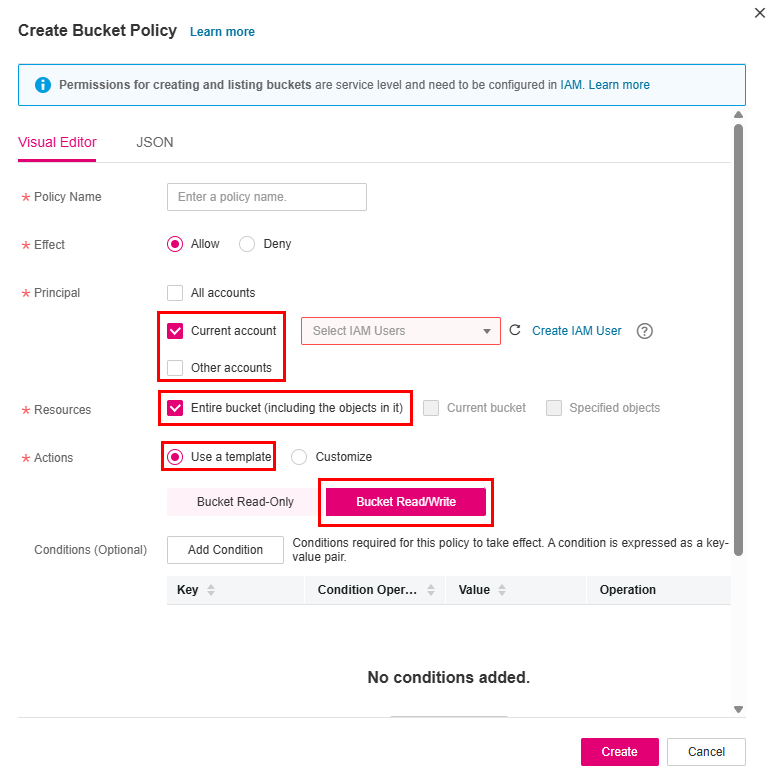 Create Bucket Policy Learn more
Permissions for creating and listing buckets are service level and need to be configured in IAM. Learn more
Visual Editor JSON
* Policy Name Enter a policy name.
* Effect Allow Deny
* Principal All accounts
Current account Select IAM Users Create IAM User ?
Other accounts
* Resources Entire bucket (including the objects in it) Current bucket Specified objects
* Actions Use a template Customize
Bucket Read-Only Bucket Read/Write
Conditions (Optional) Add Condition Conditions required for this policy to take effect. A condition is expressed as a key-
value pair.
Key Condition Oper... Value Operation
No conditions added.
Create Cancel